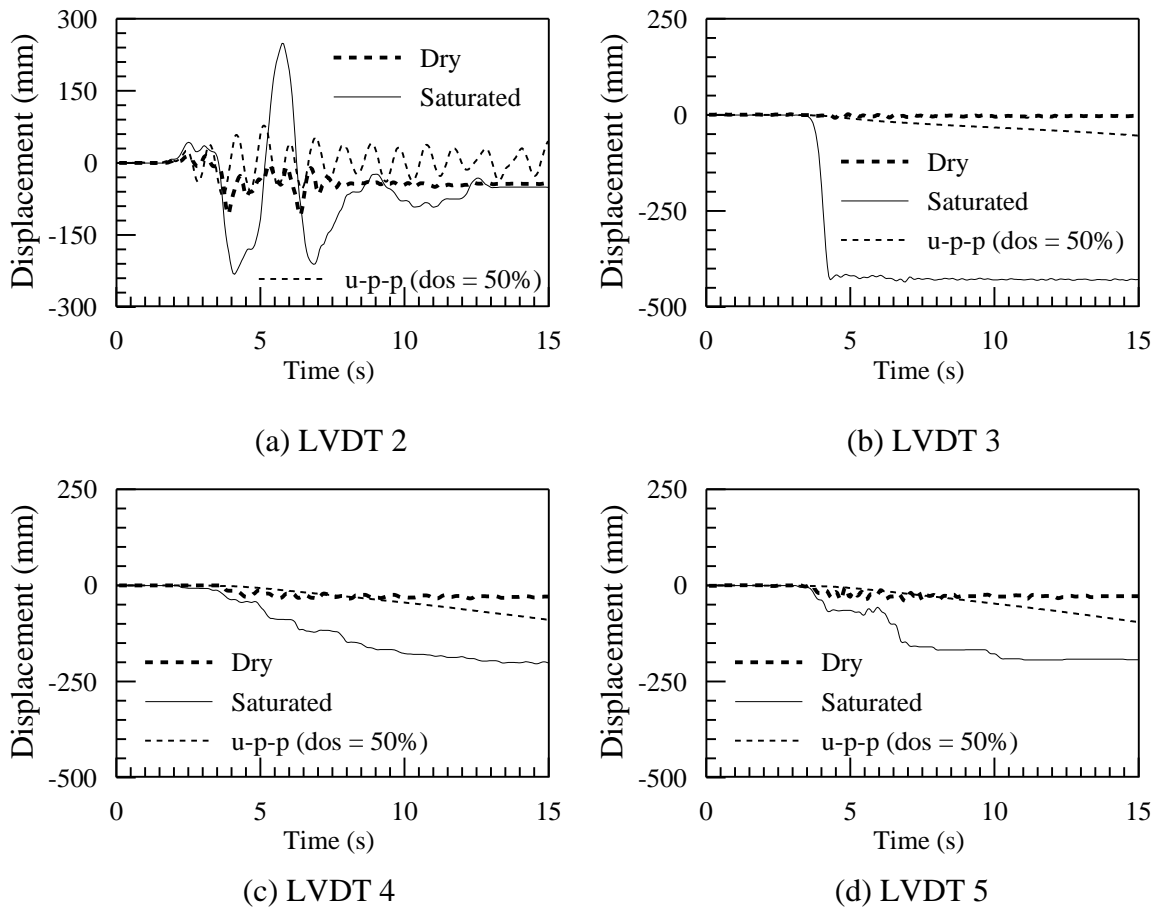 300
150
0
-150
-300
Displacement (mm)
Dry
Saturated
u-p-p (dos = 50%)
0 5 10 15
Time (s)
(a) LVDT 2
250
0
-250
-500
Displacement (mm)
Dry
Saturated
u-p-p (dos = 50%)
0 5 10 15
Time (s)
(b) LVDT 3
250
0
-250
-500
Displacement (mm)
Dry
Saturated
u-p-p (dos = 50%)
0 5 10 15
Time (s)
(c) LVDT 4
250
0
-250
-500
Displacement (mm)
Dry
Saturated
u-p-p (dos = 50%)
0 5 10 15
Time (s)
(d) LVDT 5